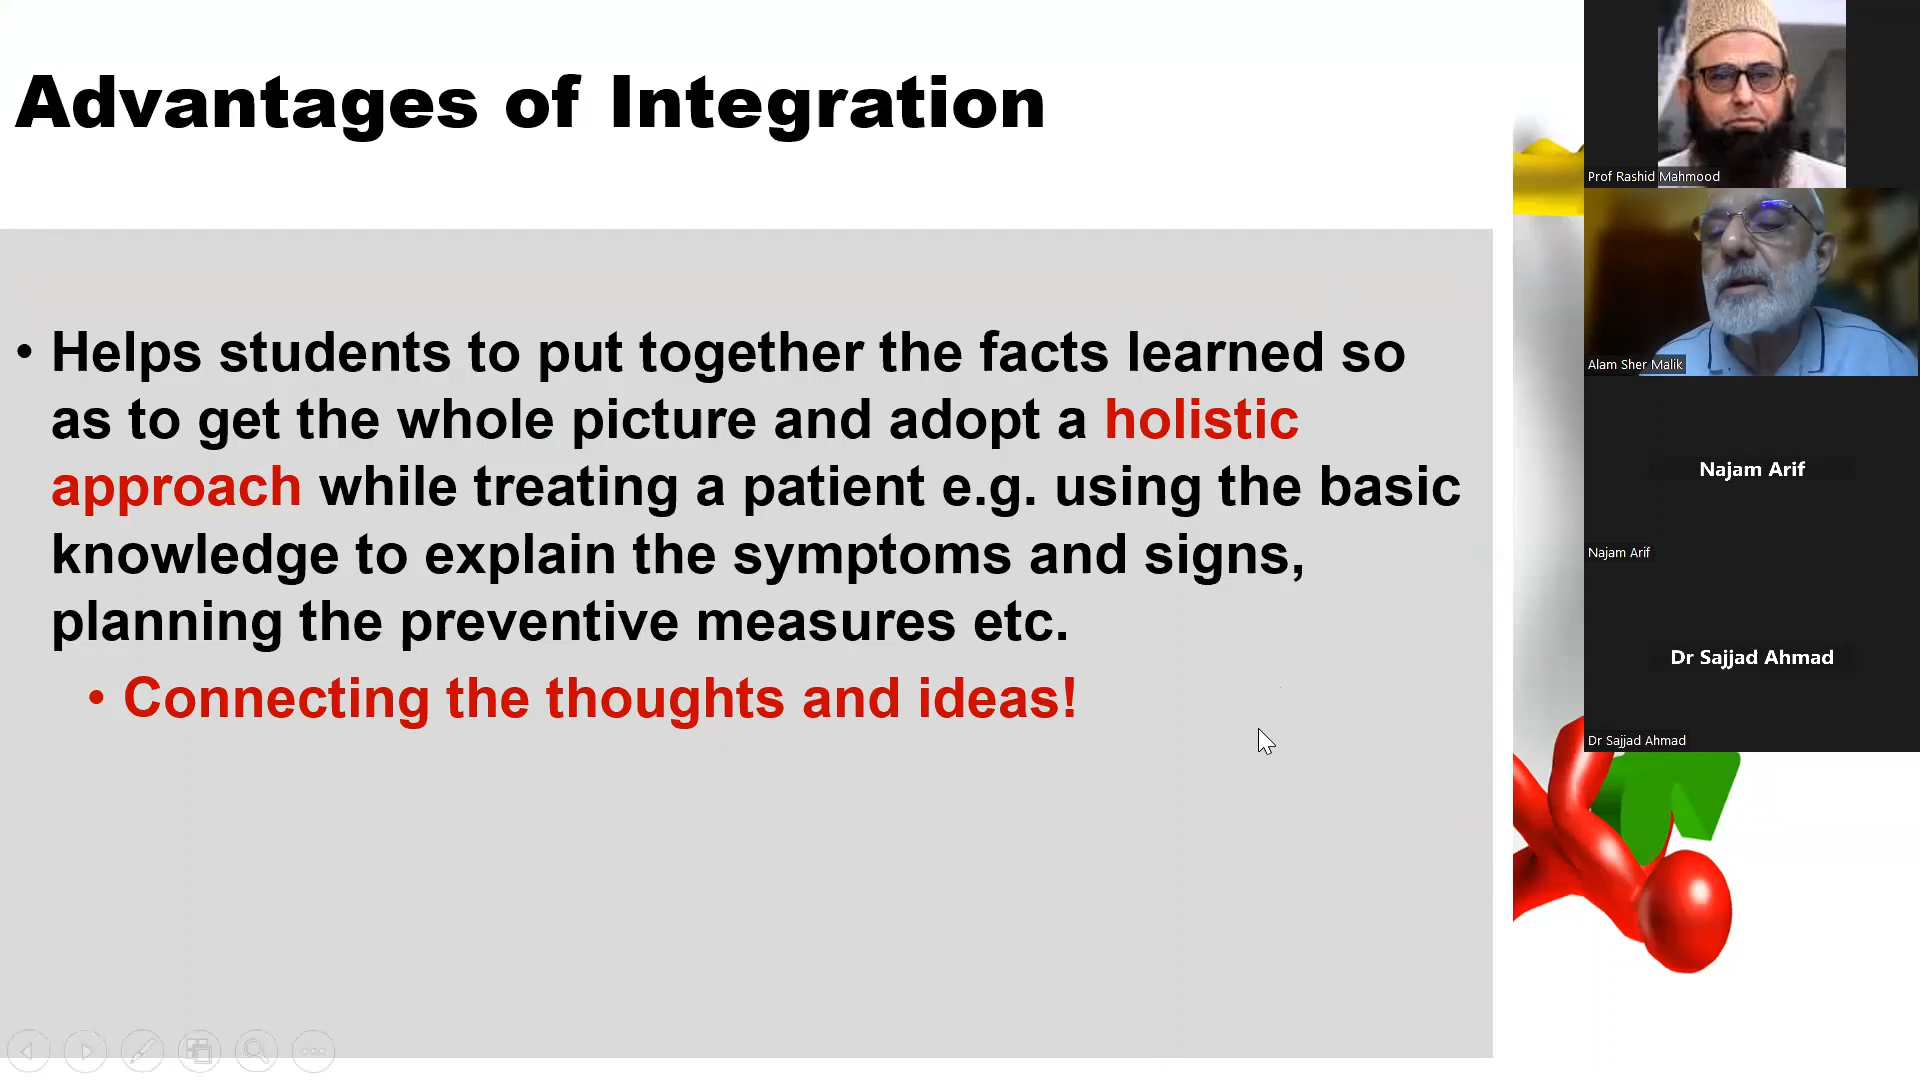 Advantages of Integration
• Helps students to put together the facts learned so
as to get the whole picture and adopt a holistic
approach while treating a patient e.g. using the basic
knowledge to explain the symptoms and signs,
planning the preventive measures etc.
• Connecting the thoughts and ideas!
Prof Rashid Mahmood
Alam Sher Malik
Najam Arif
Najam Arif
Dr Sajjad Ahmad
Dr Sajjad Ahmad